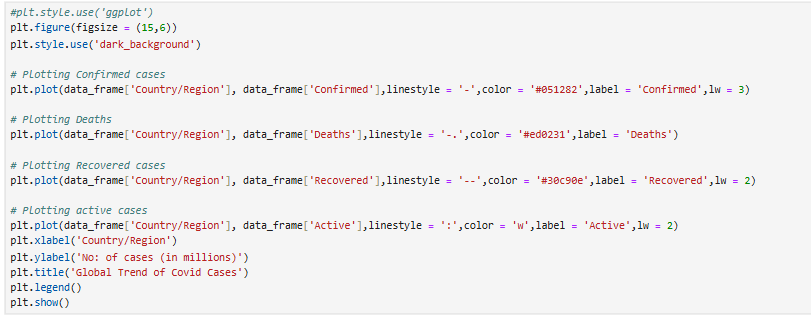 #plt.style.use('ggplot')
plt.figure(figsize = (15,6))
plt.style.use('dark_background')
# Plotting Confirmed cases
plt.plot(data_frame['Country/Region'], data_frame['Confirmed'],linestyle = '-',color = '#051282',label = 'Confirmed',lw = 3)
# Plotting Deaths
plt.plot(data_frame['Country/Region'], data_frame['Deaths'],linestyle = '-.',color = '#ed0231',label = 'Deaths')
# Plotting Recovered cases
plt.plot(data_frame['Country/Region'], data_frame['Recovered'],linestyle = '--',color = '#30c90e',label = 'Recovered',lw = 2)
# Plotting active cases
plt.plot(data_frame['Country/Region'], data_frame['Active'],linestyle = ':',color = 'w',label = 'Active',lw = 2)
plt.xlabel('Country/Region')
plt.ylabel('No: of cases (in millions)')
plt.title('Global Trend of Covid Cases')
plt.legend()
plt.show()